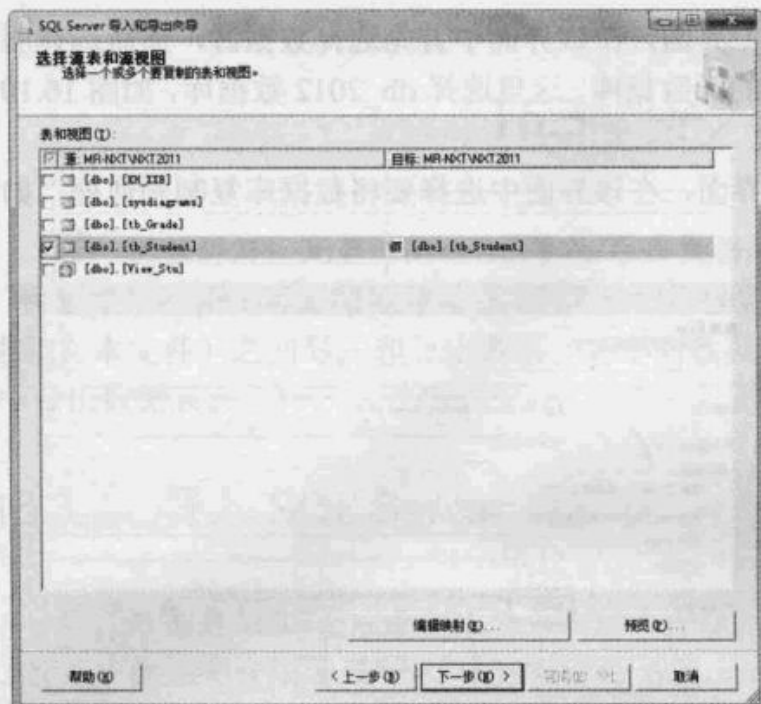 SQL Server 导入和导出向导
选择源表和源视图
选择一个或多个要复制的表和视图。
表和视图(T):
源: MR-NXT\NXT2011 目标: MR-NXT\NXT2011
[dbo].[XH_XXB]
[dbo].[sysdiagrams]
[dbo].[tb_Grade]
[dbo].[tb_Student] [dbo].[tb_Student]
[dbo].[View_Stu]
编辑映射(E)... 预览(P)...
帮助(H) < 上一步(B) 下一步(N) > 取消